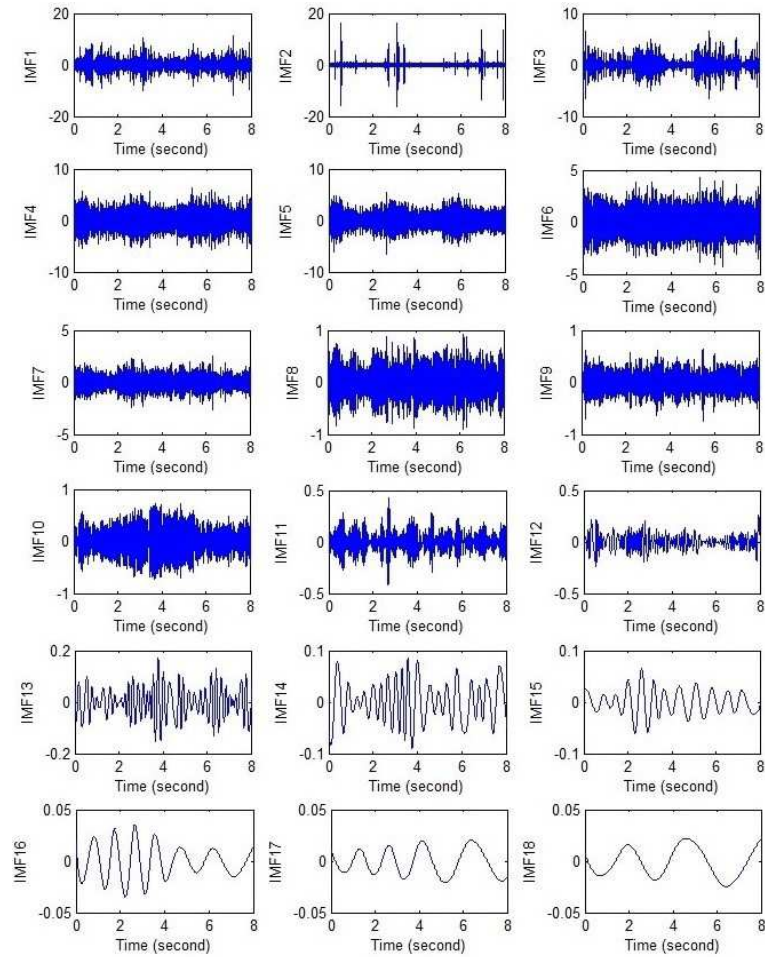 20 20 10
IMF1 0 IMF2 0 IMF3 0
-20 -20 -10
0 2 4 6 8 0 2 4 6 8 0 2 4 6 8
Time (second) Time (second) Time (second)
10 10 5
IMF4 0 IMF5 0 IMF6 0
-10 -10 -5
0 2 4 6 8 0 2 4 6 8 0 2 4 6 8
Time (second) Time (second) Time (second)
5 1 1
IMF7 0 IMF8 0 IMF9 0
-5 -1 -1
0 2 4 6 8 0 2 4 6 8 0 2 4 6 8
Time (second) Time (second) Time (second)
1 0.5 0.5
IMF10 0 IMF11 0 IMF12 0
-1 -0.5 -0.5
0 2 4 6 8 0 2 4 6 8 0 2 4 6 8
Time (second) Time (second) Time (second)
0.2 0.1 0.1
IMF13 0 IMF14 0 IMF15 0
-0.2 -0.1 -0.1
0 2 4 6 8 0 2 4 6 8 0 2 4 6 8
Time (second) Time (second) Time (second)
0.05 0.05 0.05
IMF16 0 IMF17 0 IMF18 0
-0.05 -0.05 -0.05
0 2 4 6 8 0 2 4 6 8 0 2 4 6 8
Time (second) Time (second) Time (second)